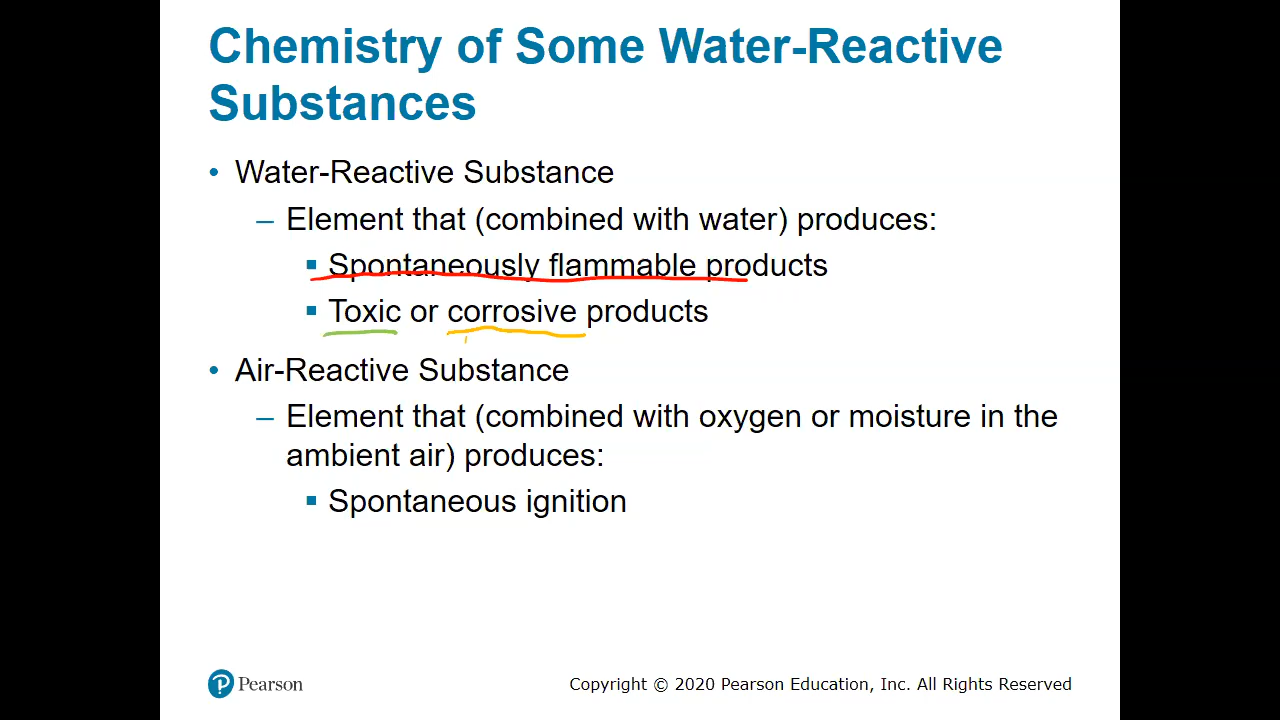 Chemistry of Some Water-Reactive
Substances
• Water-Reactive Substance
– Element that (combined with water) produces:
▪ Spontaneously flammable products
▪ Toxic or corrosive products
• Air-Reactive Substance
– Element that (combined with oxygen or moisture in the
ambient air) produces:
▪ Spontaneous ignition
P Pearson
Copyright © 2020 Pearson Education, Inc. All Rights Reserved